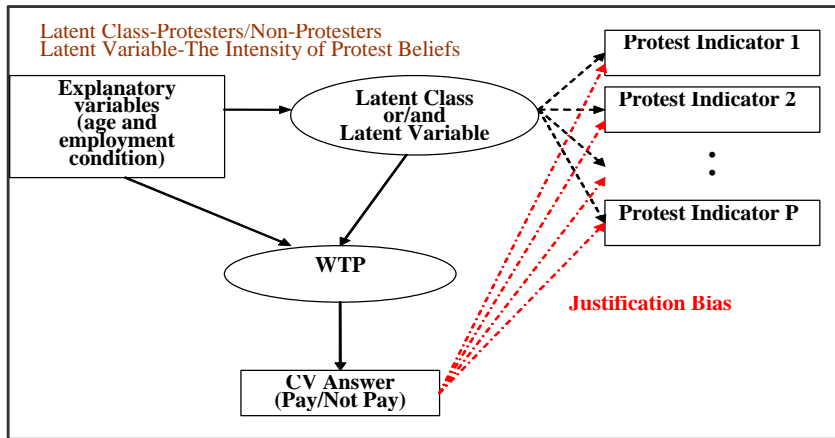 Latent Class-Protesters/Non-Protesters
Latent Variable-The Intensity of Protest Beliefs
Explanatory
variables
(age and
employment
condition)
Latent Class
or/and
Latent Variable
Protest Indicator 1
Protest Indicator 2
:
Protest Indicator P
WTP
Justification Bias
CV Answer
(Pay/Not Pay)